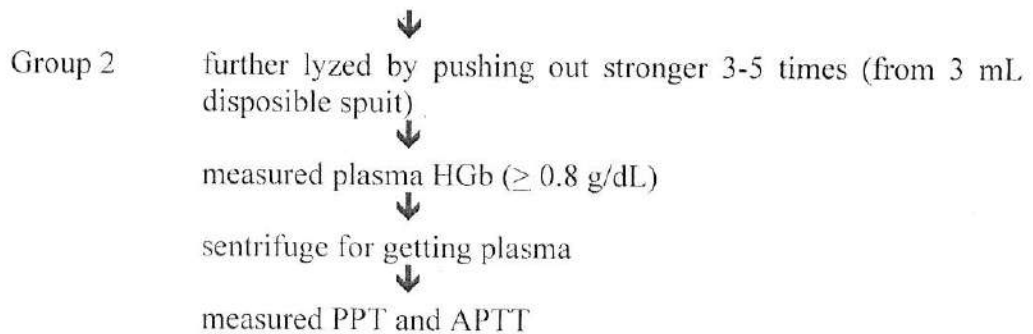 Group 2 further lyzed by pushing out stronger 3-5 times (from 3 mL
disposible spuit)
measured plasma HGb (≥ 0.8 g/dL)
sentrifuge for getting plasma
measured PPT and APTT